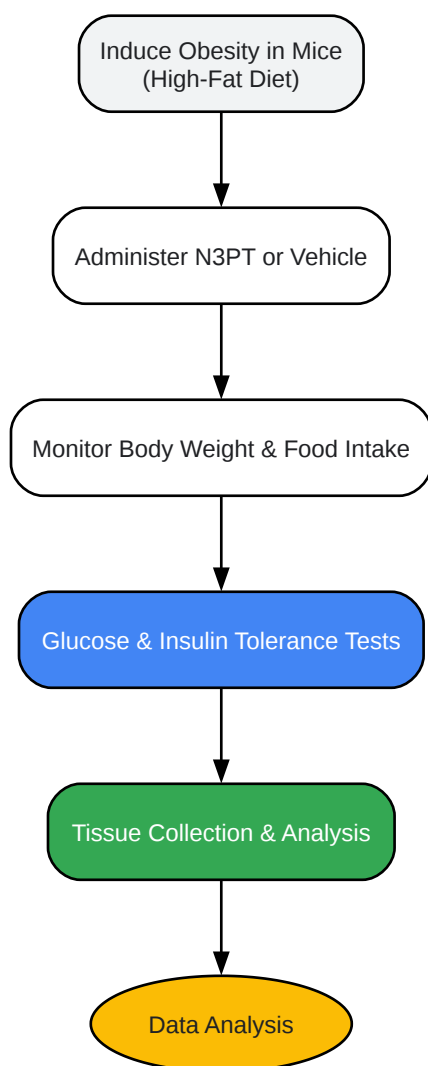 Induce Obesity in Mice
(High-Fat Diet)
Administer N3PT or Vehicle
Monitor Body Weight & Food Intake
Glucose & Insulin Tolerance Tests
Tissue Collection & Analysis
Data Analysis